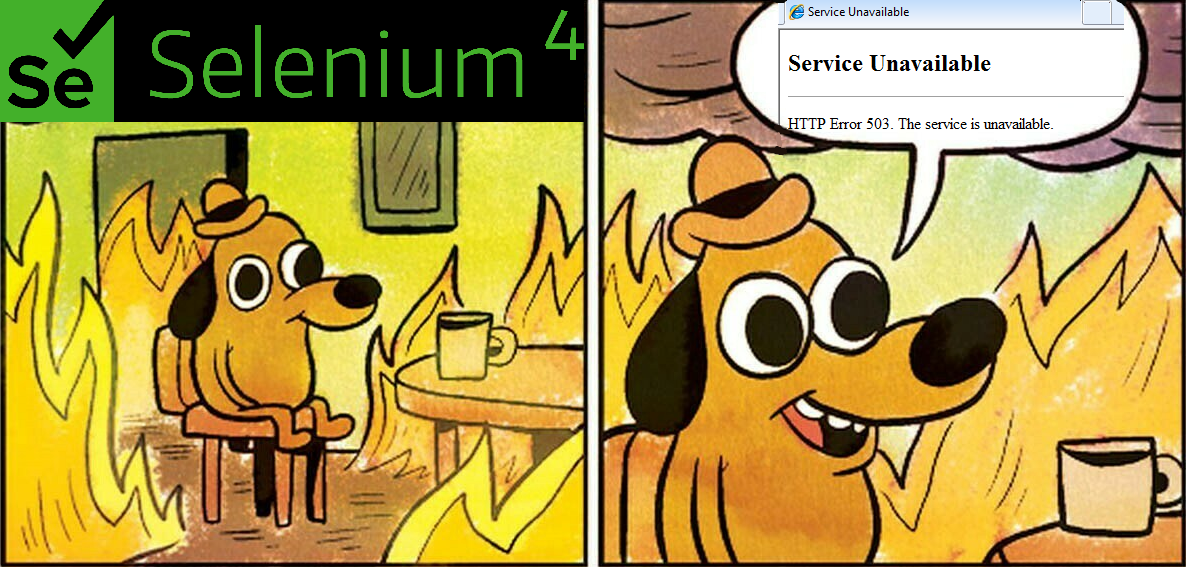 Se Selenium 4
Service Unavailable
Service Unavailable
HTTP Error 503. The service is unavailable.